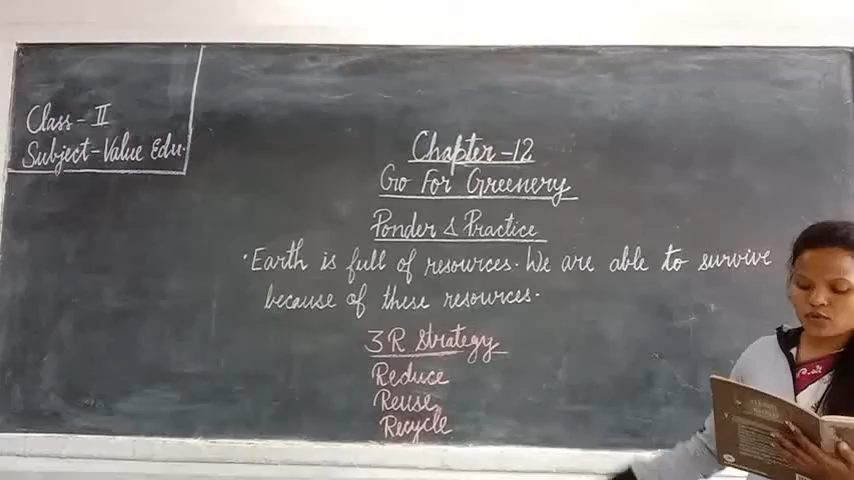 Class - II
Subject - Value Edu.
Chapter - 12
Go For Greenery
Ponder & Practice
• Earth is full of resources. We are able to survive
because of these resources.
3R Strategy
Reduce
Reuse
Recycle